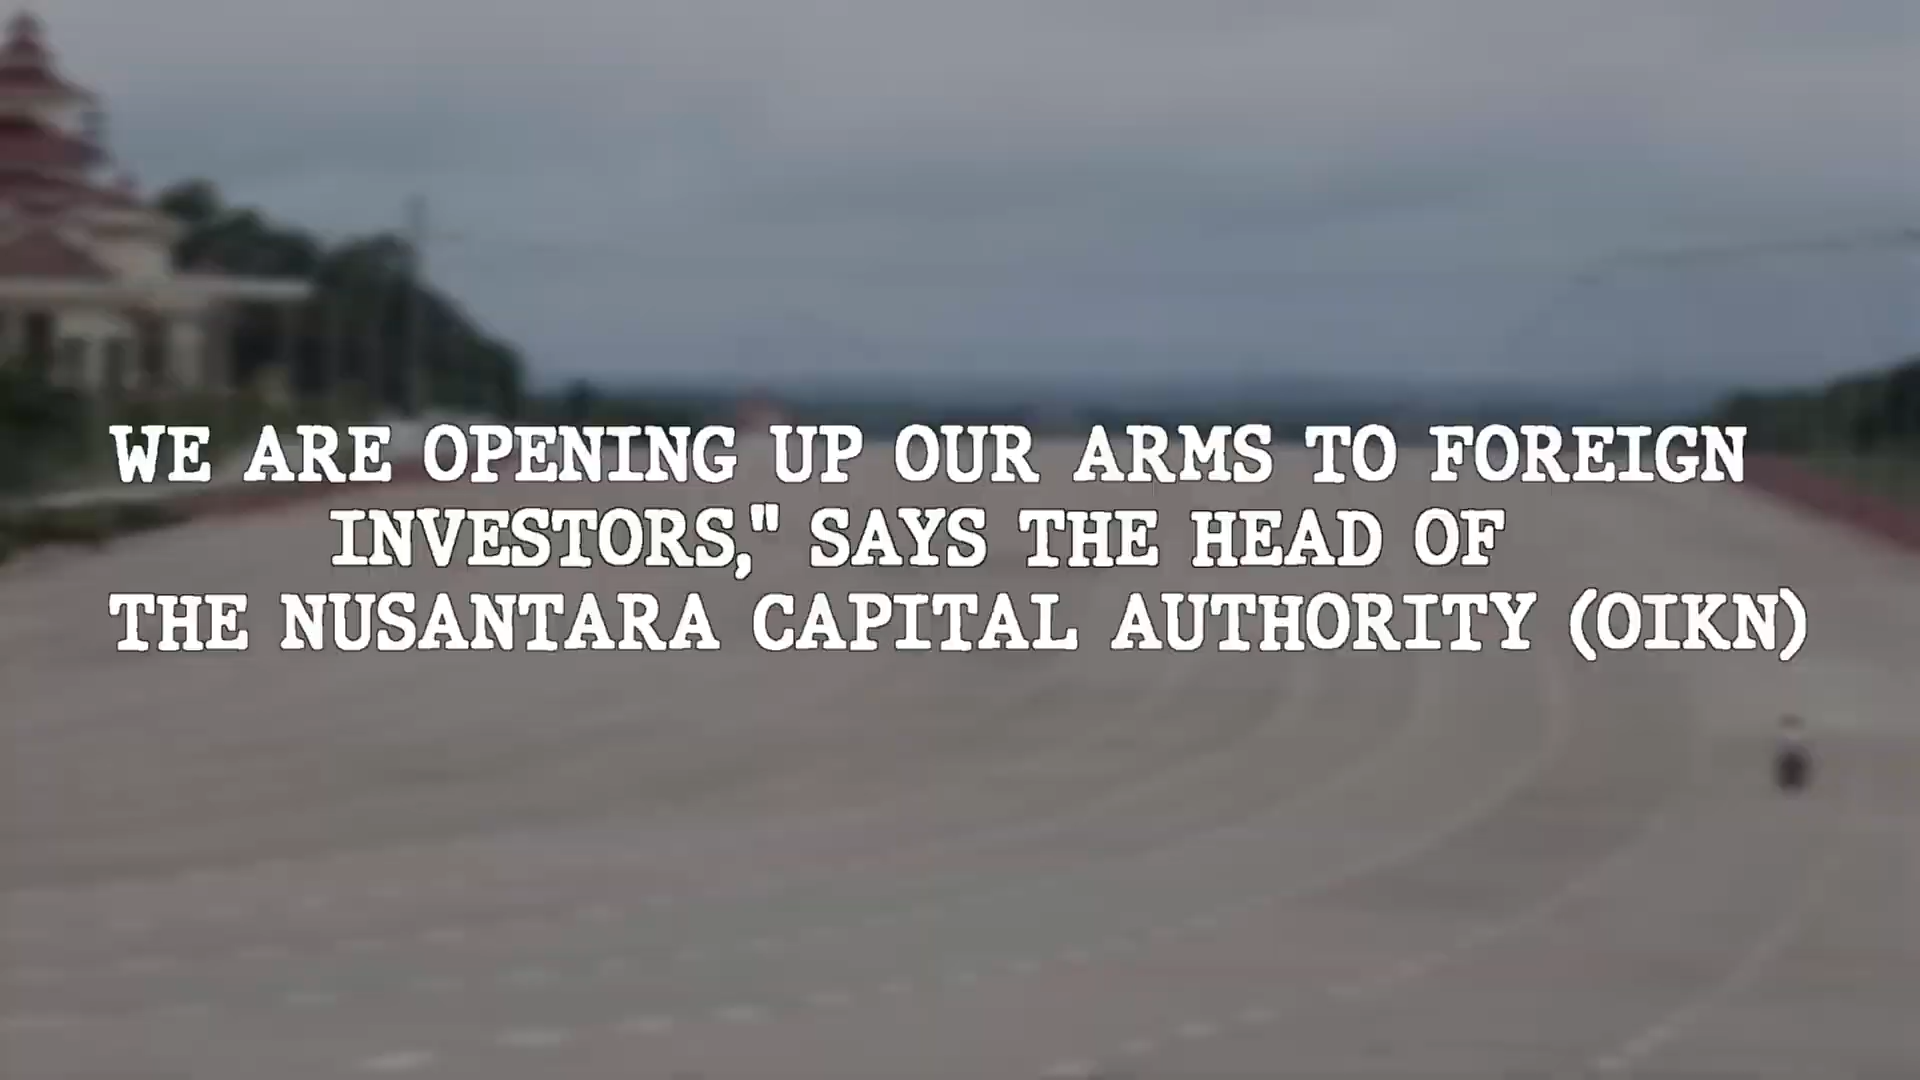 WE ARE OPENING UP OUR ARMS TO FOREIGN
INVESTORS," SAYS THE HEAD OF
THE NUSANTARA CAPITAL AUTHORITY (OIKN)